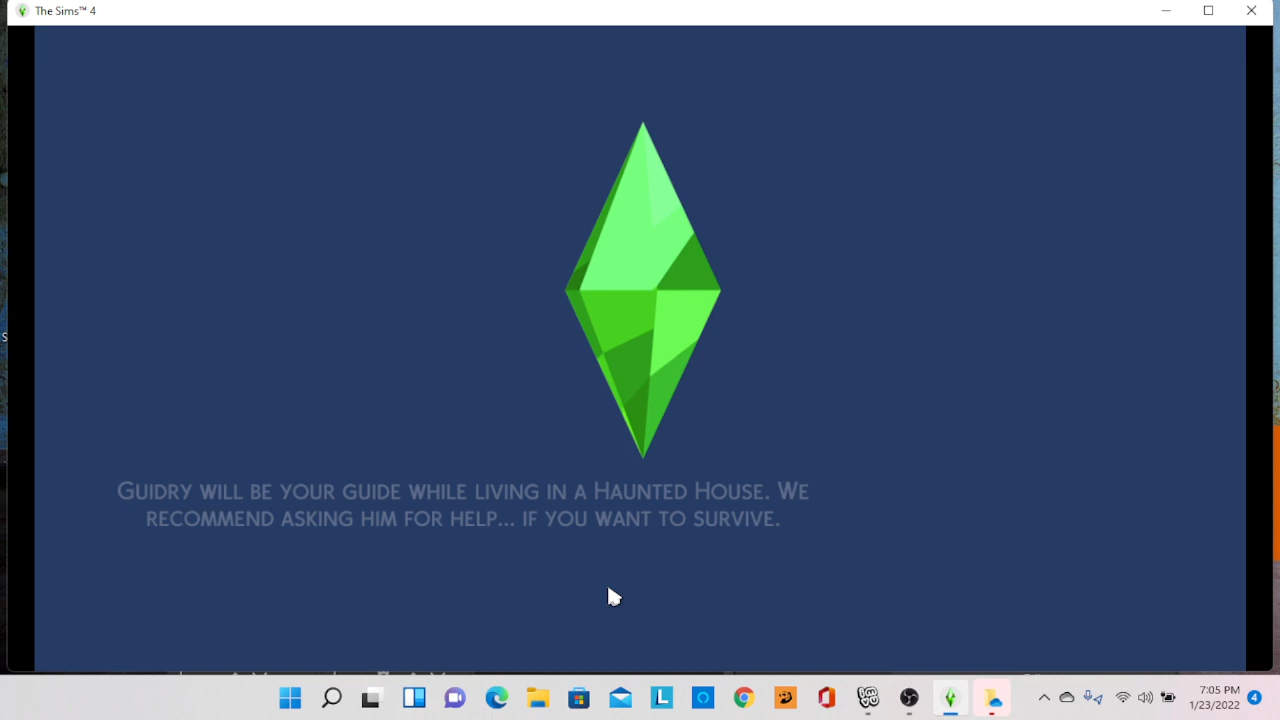 The Sims™ 4
GUIDRY WILL BE YOUR GUIDE WHILE LIVING IN A HAUNTED HOUSE. WE
RECOMMEND ASKING HIM FOR HELP... IF YOU WANT TO SURVIVE.
7:05 PM
1/23/2022
4